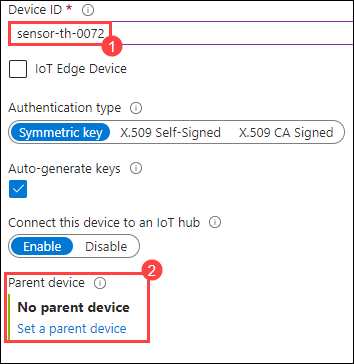 Device ID *
sensor-th-0072
1
IoT Edge Device
Authentication type
Symmetric key X.509 Self-Signed X.509 CA Signed
Auto-generate keys
Connect this device to an IoT hub
Enable Disable
2
Parent device
No parent device
Set a parent device